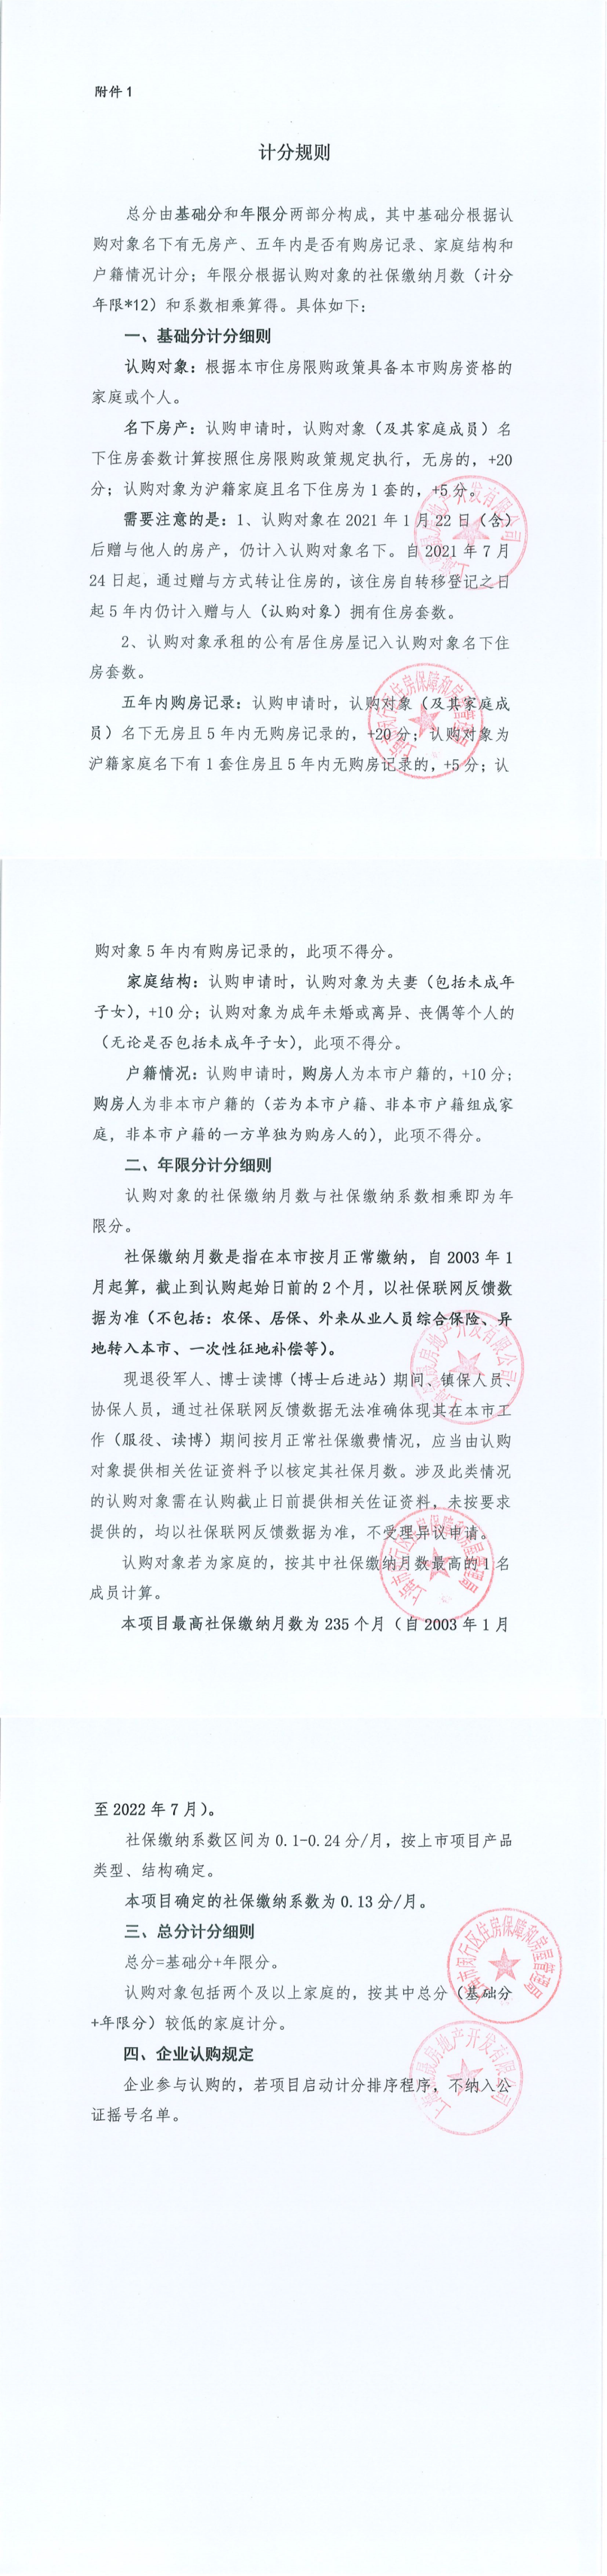 附件 1
计分规则
总分由基础分和年限分两部分构成，其中基础分根据认
购对象名下有无房产、五年内是否有购房记录、家庭结构和
户籍情况计分；年限分根据认购对象的社保缴纳月数（计分
年限*12）和系数相乘算得。具体如下：
一、基础分计分细则
认购对象：根据本市住房限购政策具备本市购房资格的
家庭或个人。
名下房产：认购申请时，认购对象（及其家庭成员）名
下住房套数计算按照住房限购政策规定执行，无房的，+20
分；认购对象为沪籍家庭且名下住房为 1 套的，+5 分。
需要注意的是：1、认购对象在 2021 年 1 月 22 日（含）
后赠与他人的房产，仍计入认购对象名下。自 2021 年 7 月
24 日起，通过赠与方式转让住房的，该住房自转移登记之日
起 5 年内仍计入赠与人（认购对象）拥有住房套数。
2、认购对象承租的公有居住房屋记入认购对象名下住
房套数。
五年内购房记录：认购申请时，认购对象（及其家庭成
员）名下无房且 5 年内无购房记录的，+20 分；认购对象为
沪籍家庭名下有 1 套住房且 5 年内无购房记录的，+5 分；认
购对象 5 年内有购房记录的，此项不得分。
家庭结构：认购申请时，认购对象为夫妻（包括未成年
子女），+10 分；认购对象为成年未婚或离异、丧偶等个人的
（无论是否包括未成年子女），此项不得分。
户籍情况：认购申请时，购房人为本市户籍的，+10 分；
购房人为非本市户籍的（若为本市户籍、非本市户籍组成家
庭，非本市户籍的一方单独为购房人的），此项不得分。
二、年限分计分细则
认购对象的社保缴纳月数与社保缴纳系数相乘即为年
限分。
社保缴纳月数是指在本市按月正常缴纳，自 2003 年 1
月起算，截止到认购起始日前的 2 个月，以社保联网反馈数
据为准（不包括：农保、居保、外来从业人员综合保险、异
地转入本市、一次性征地补偿等）。
现退役军人、博士读博（博士后进站）期间、镇保人员、
协保人员，通过社保联网反馈数据无法准确体现其在本市工
作（服役、读博）期间按月正常社保缴费情况，应当由认购
对象提供相关佐证资料予以核定其社保月数。涉及此类情况
的认购对象需在认购截止日前提供相关佐证资料，未按要求
提供的，均以社保联网反馈数据为准，不受理异议申请。
认购对象若为家庭的，按其中社保缴纳月数最高的 1 名
成员计算。
本项目最高社保缴纳月数为 235 个月（自 2003 年 1 月
至 2022 年 7 月）。
社保缴纳系数区间为 0.1-0.24 分/月，按上市项目产品
类型、结构确定。
本项目确定的社保缴纳系数为 0.13 分/月。
三、总分计分细则
总分=基础分+年限分。
认购对象包括两个及以上家庭的，按其中总分（基础分
+年限分）较低的家庭计分。
四、企业认购规定
企业参与认购的，若项目启动计分排序程序，不纳入公
证摇号名单。